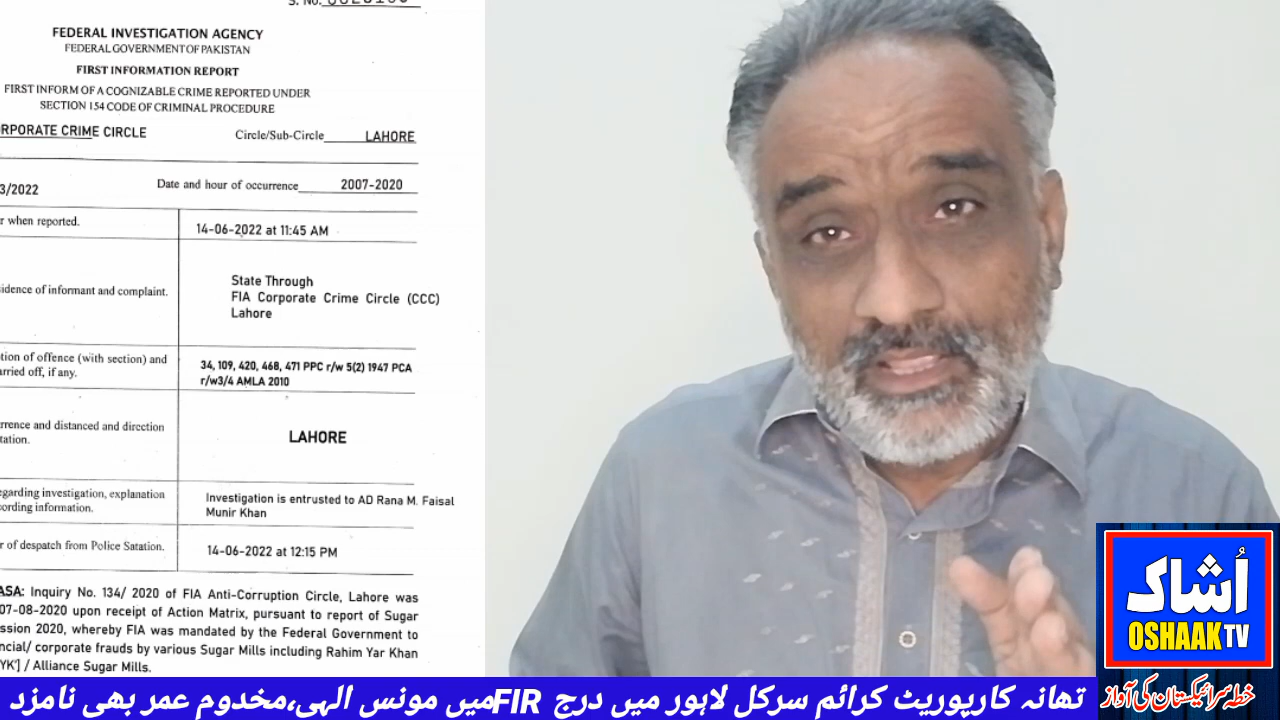 S. No.
FEDERAL INVESTIGATION AGENCY
FEDERAL GOVERNMENT OF PAKISTAN
FIRST INFORMATION REPORT
FIRST INFORM OF A COGNIZABLE CRIME REPORTED UNDER
SECTION 154 CODE OF CRIMINAL PROCEDURE
RPORATE CRIME CIRCLE Circle/Sub-Circle LAHORE
3/2022 Date and hour of occurrence 2007-2020
r when reported. 14-06-2022 at 11:45 AM
idence of informant and complaint. State Through
FIA Corporate Crime Circle (CCC)
Lahore
tion of offence (with section) and
arried off, if any.
34, 109, 420, 468, 471 PPC r/w 5(2) 1947 PCA
r/w3/4 AMLA 2010
rrence and distanced and direction
tation.
LAHORE
egarding investigation, explanation
cording information.
Investigation is entrusted to AD Rana M. Faisal
Munir Khan
r of despatch from Police Satation. 14-06-2022 at 12:15 PM
ASA: Inquiry No. 134/ 2020 of FIA Anti-Corruption Circle, Lahore was
07-08-2020 upon receipt of Action Matrix, pursuant to report of Sugar
ssion 2020, whereby FIA was mandated by the Federal Government to
ncial/ corporate frauds by various Sugar Mills including Rahim Yar Khan
YK'] / Alliance Sugar Mills.
اُشاک
OSHAAK TV
خطہ سرائیکستان کی آواز
تھانہ کارپوریٹ کرائم سرکل لاہور میں درج FIR میں مونس الہی،مخدوم عمر بھی نامزد